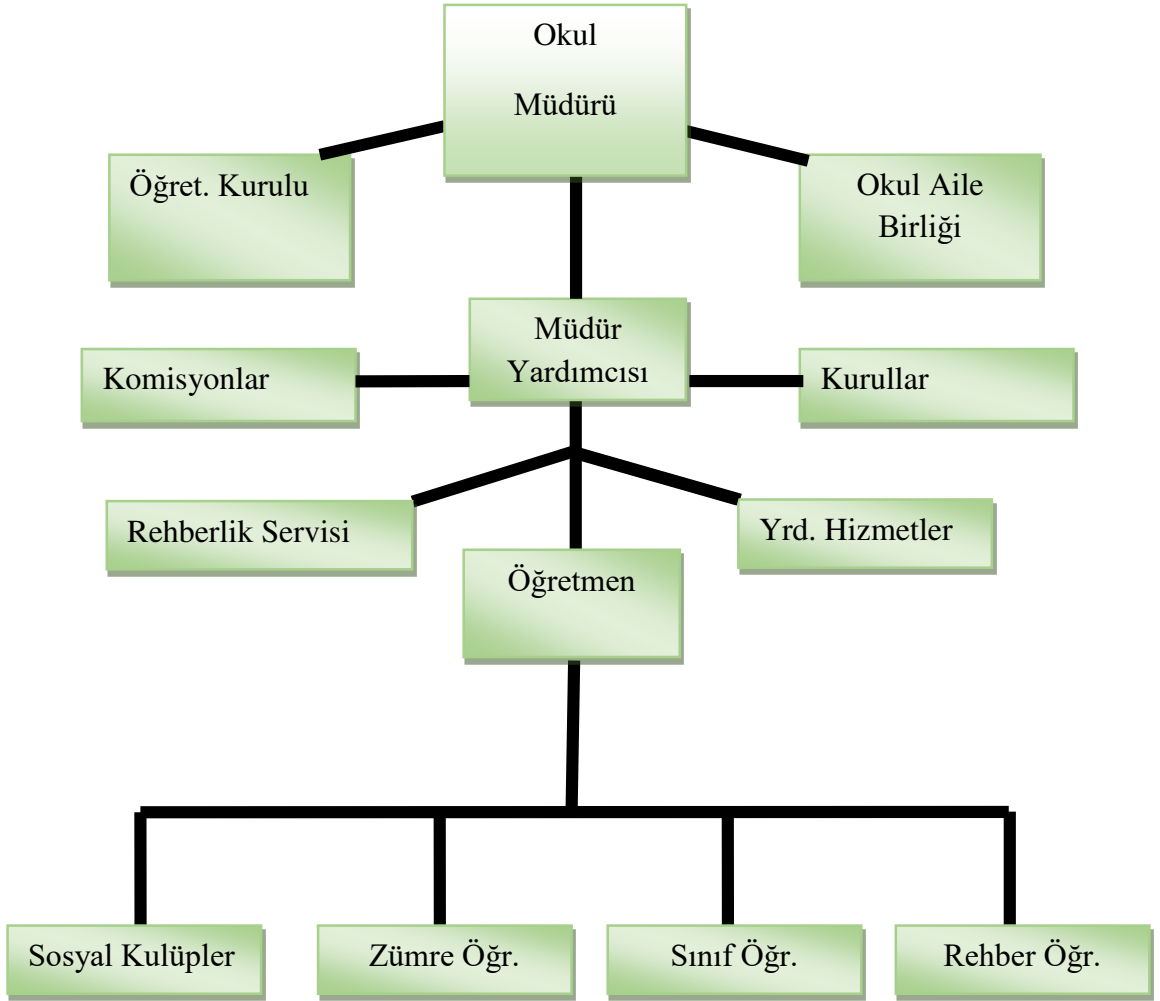 Okul
Müdürü
Öğret. Kurulu
Okul Aile
Birliği
Müdür
Yardımcısı
Komisyonlar
Kurullar
Rehberlik Servisi
Yrd. Hizmetler
Öğretmen
Sosyal Kulüpler
Zümre Öğr.
Sınıf Öğr.
Rehber Öğr.